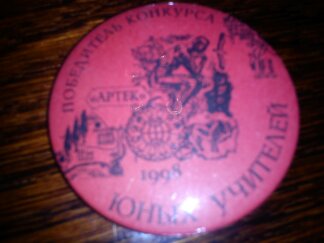 ПОБЕДИТЕЛЬ КОНКУРСА
«АРТЕК»
1998
ЮНЫХ УЧИТЕЛЕЙ